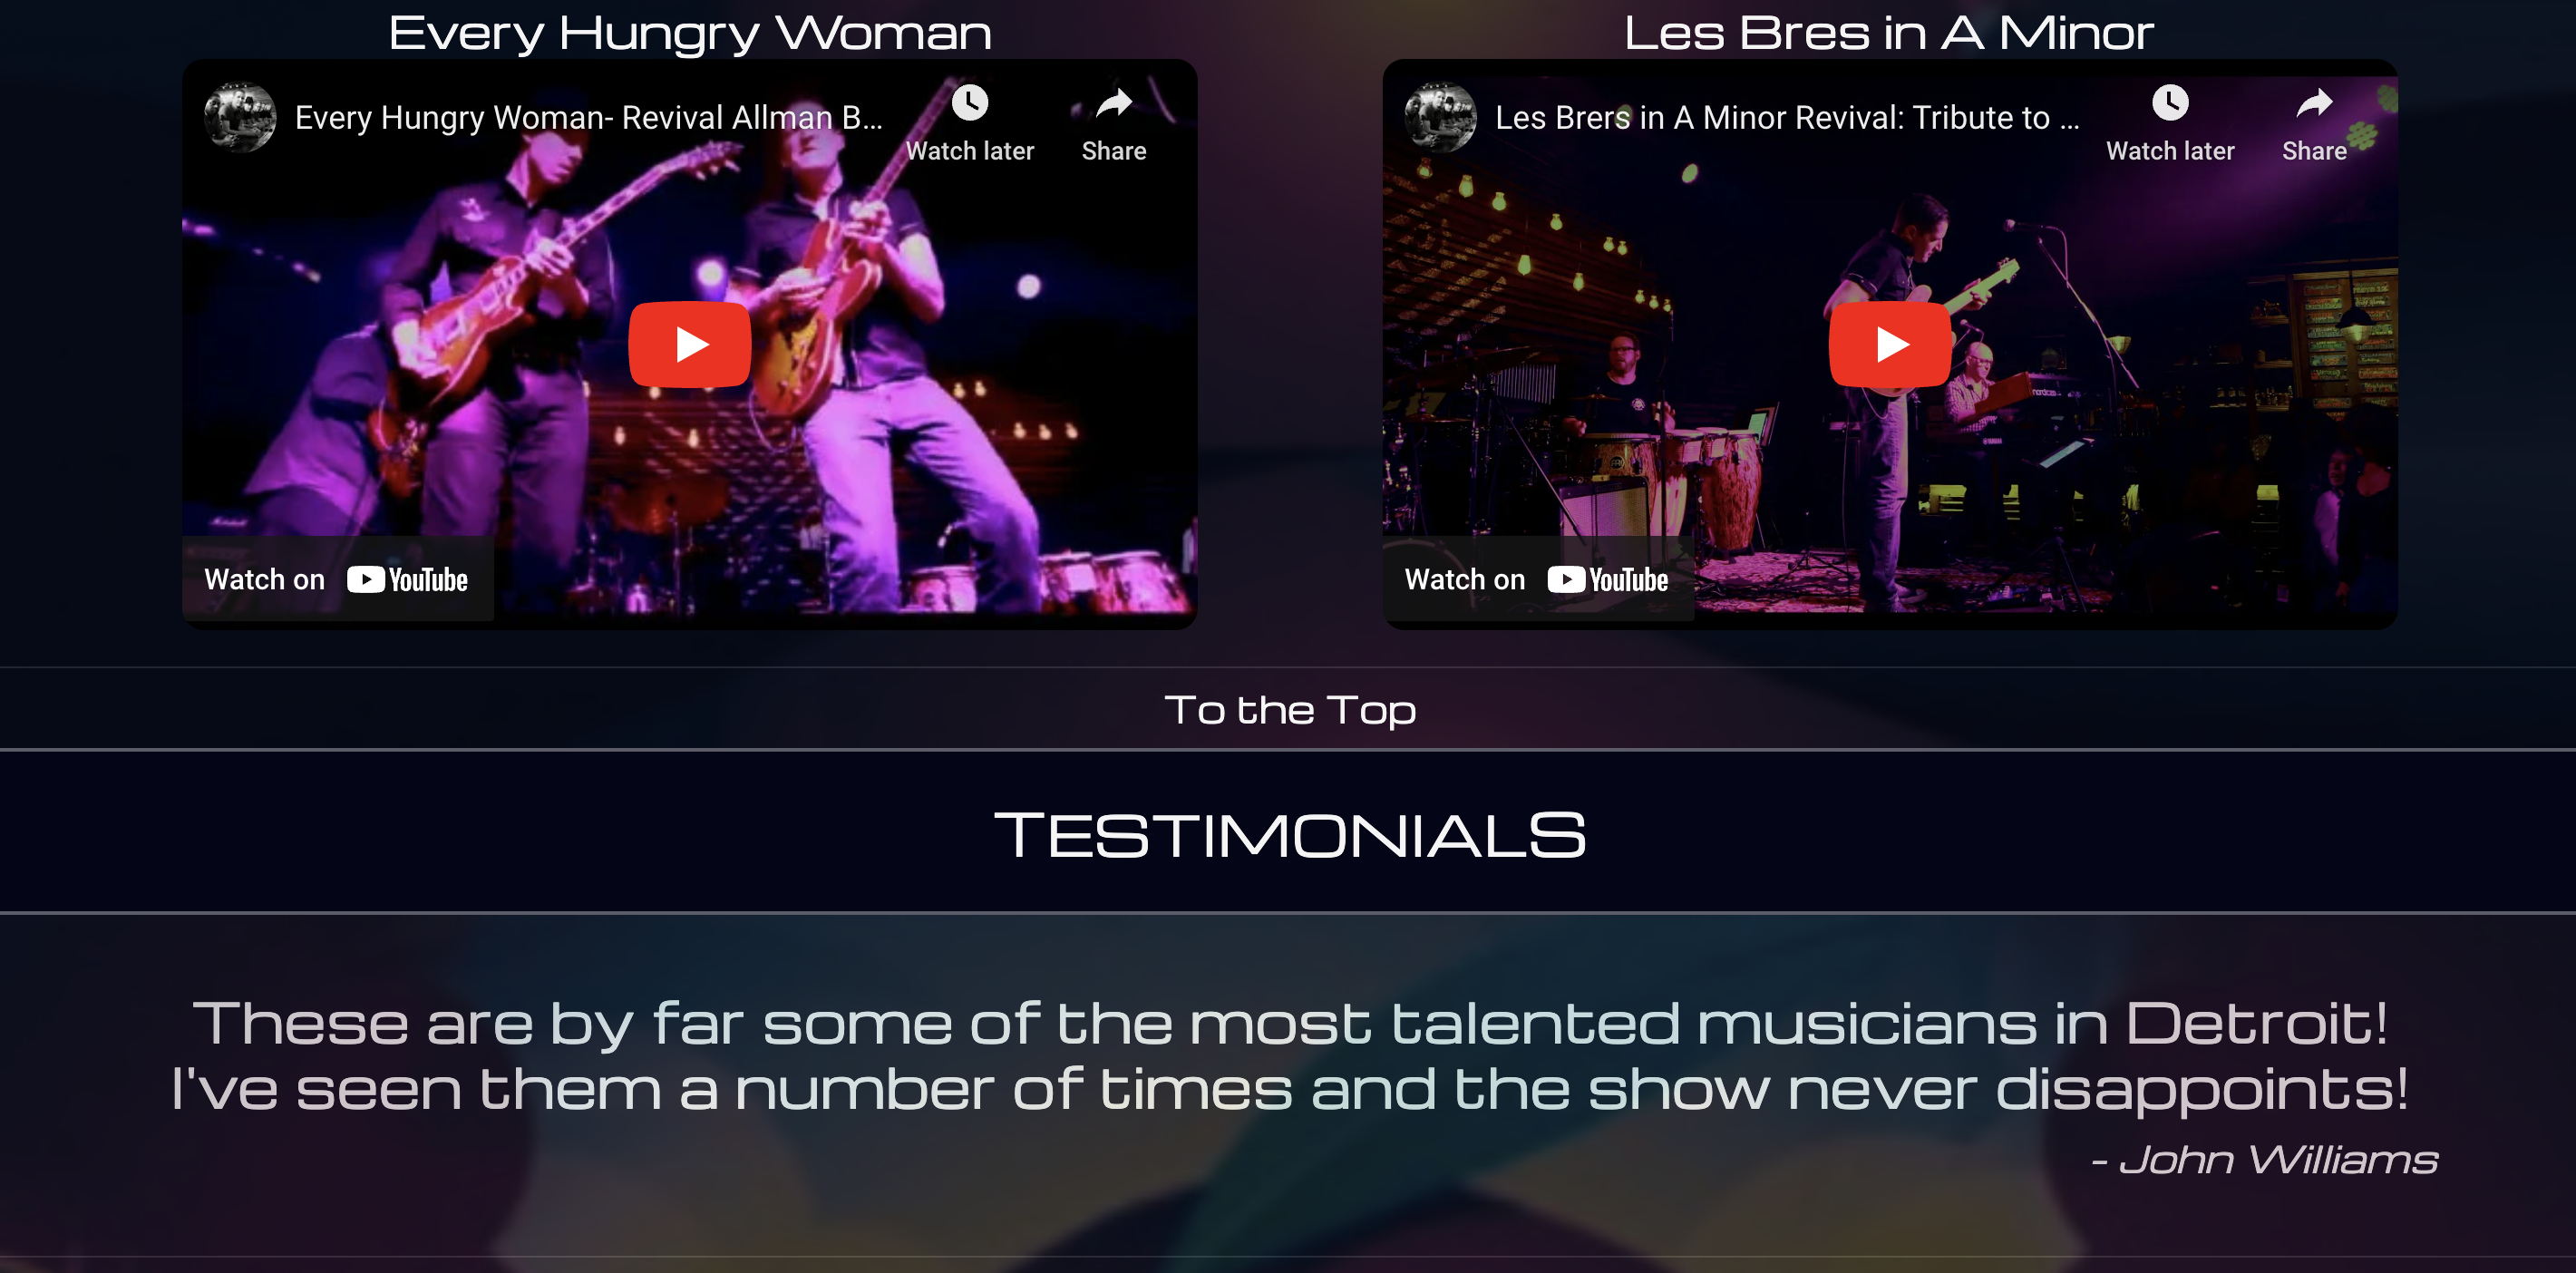 Every Hungry Woman
Les Bres in A Minor
Every Hungry Woman- Revival Allman B...
Watch later
Share
Les Brers in A Minor Revival: Tribute to ...
Watch later
Share
Watch on YouTube
Watch on YouTube
To the Top
TESTIMONIALS
These are by far some of the most talented musicians in Detroit!
I've seen them a number of times and the show never disappoints!
- John Williams